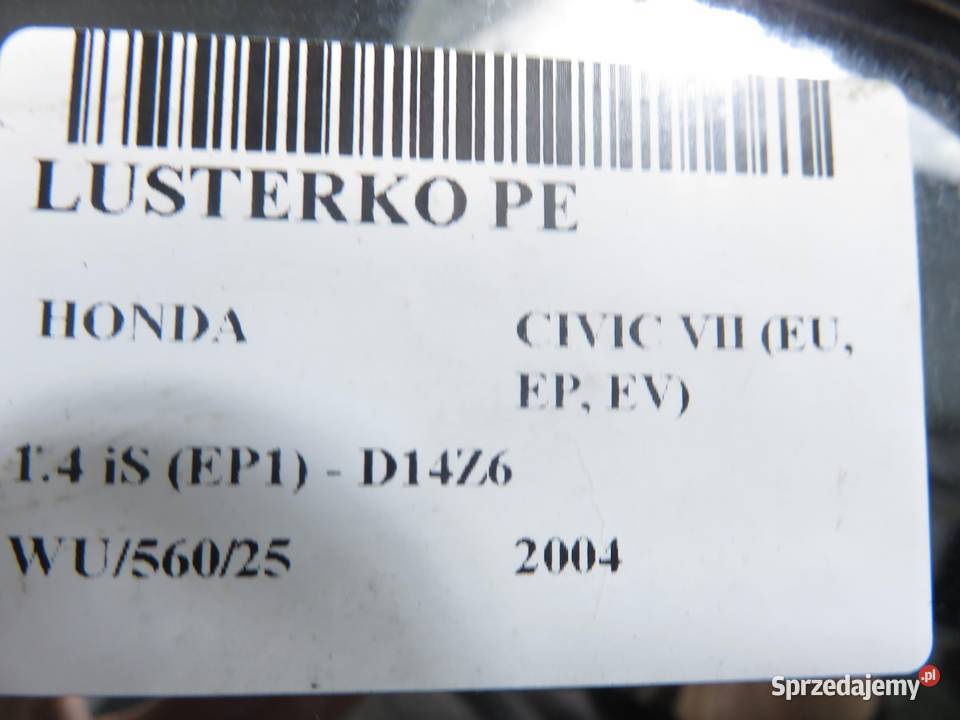 LUSTERKO PE
HONDA
CIVIC VII (EU,
EP, EV)
1.4 iS (EP1) - D14Z6
WU/560/25
2004
Sprzedajemy.pl